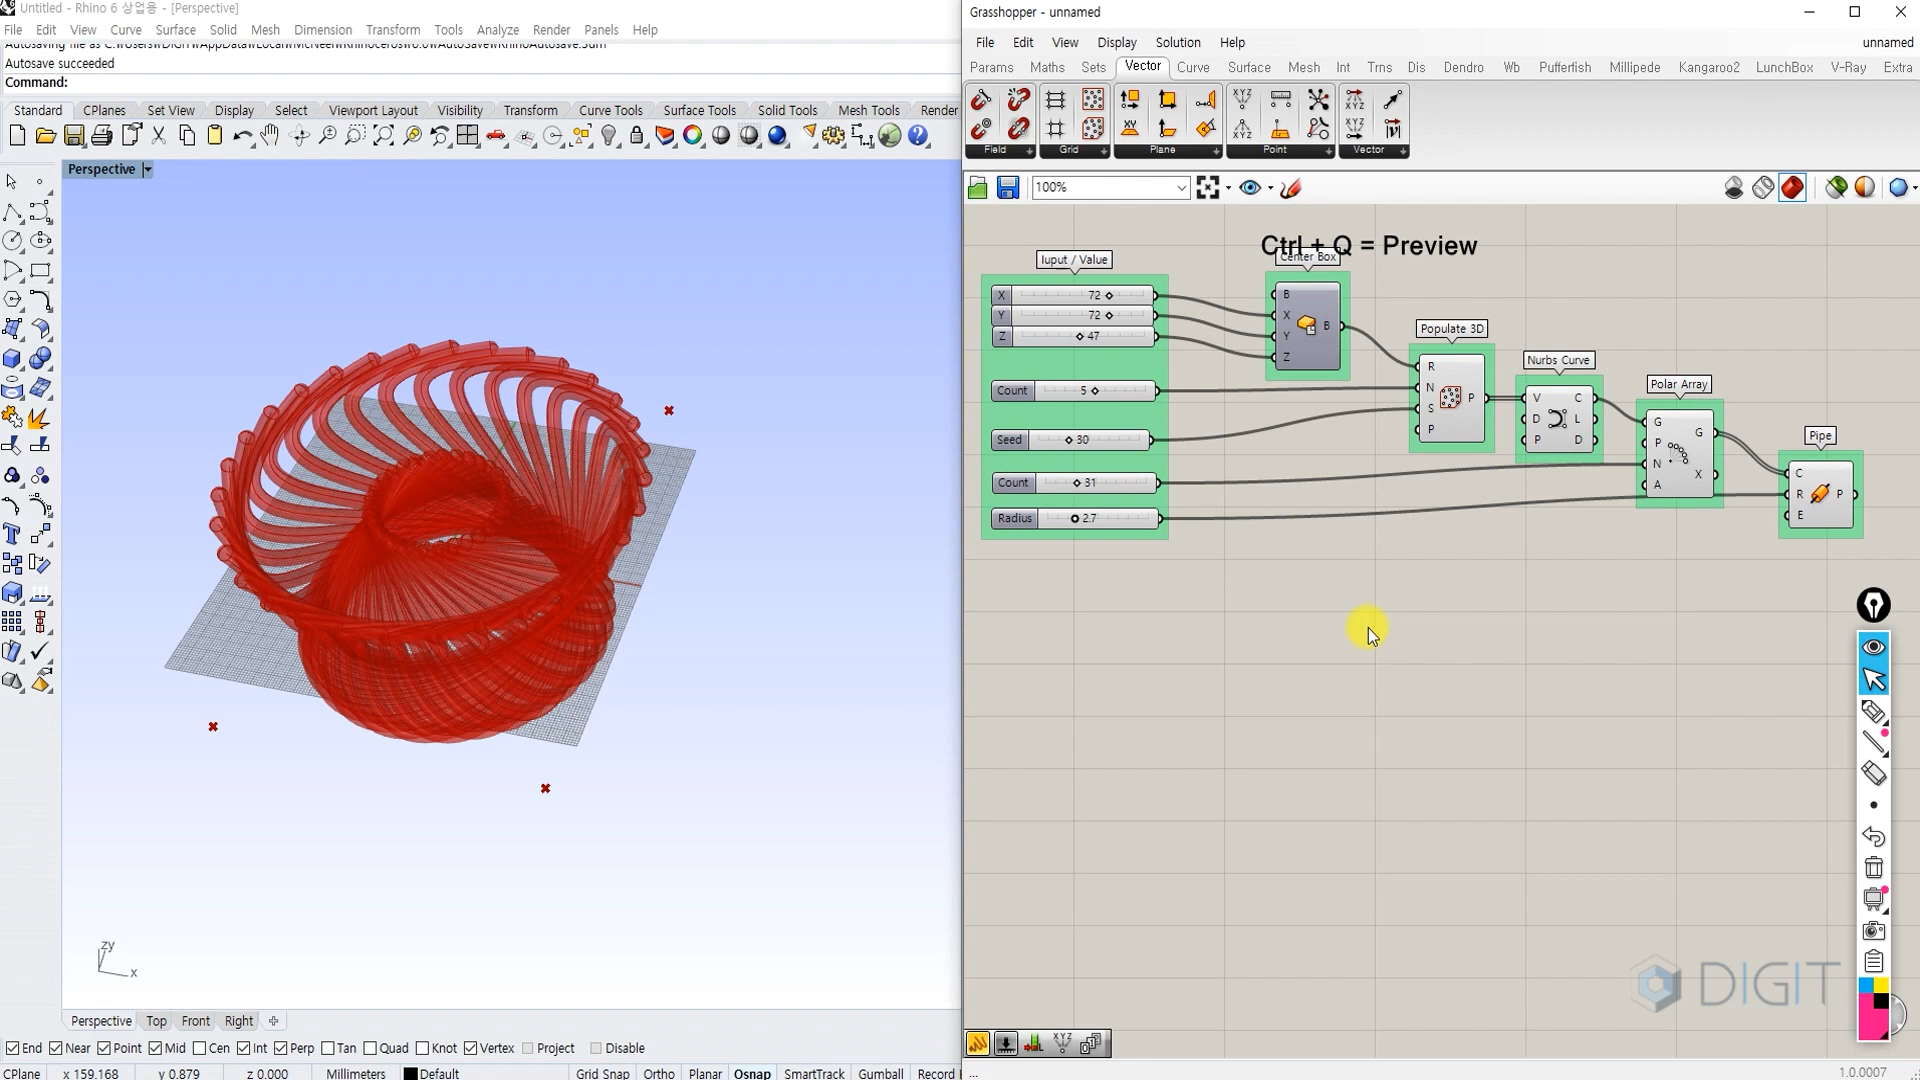 Untitled - Rhino 6 상업용 - [Perspective]
File Edit View Curve Surface Solid Mesh Dimension Transform Tools Analyze Render Panels Help
Autosave succeeded
Command:
Standard CPlanes Set View Display Select Viewport Layout Visibility Transform Curve Tools Surface Tools Solid Tools Mesh Tools Render
Perspective
zy
x
Perspective Top Front Right
End Near Point Mid Cen Int Perp Tan Quad Knot Vertex Project Disable
CPlane x 159.168 y 0.879 z 0.000 Millimeters Default Grid Snap Ortho Planar Osnap SmartTrack Gumball Record
Grasshopper - unnamed
File Edit View Display Solution Help unnamed
Params Maths Sets Vector Curve Surface Mesh Int Trns Dis Dendro Wb Pufferfish Millipede Kangaroo2 LunchBox V-Ray Extra
Field Grid Plane Point Vector
100%
Ctrl + Q = Preview
Iuput / Value
X 72
Y 72
Z 47
Count 5
Seed 30
Count 31
Radius 2.7
Center Box
B
X
Y
Z
B
Populate 3D
R
N
S
P
P
Nurbs Curve
V
D
P
C
L
D
Polar Array
G
P
N
A
G
X
Pipe
C
R
E
P
DIGIT
...
1.0.0007